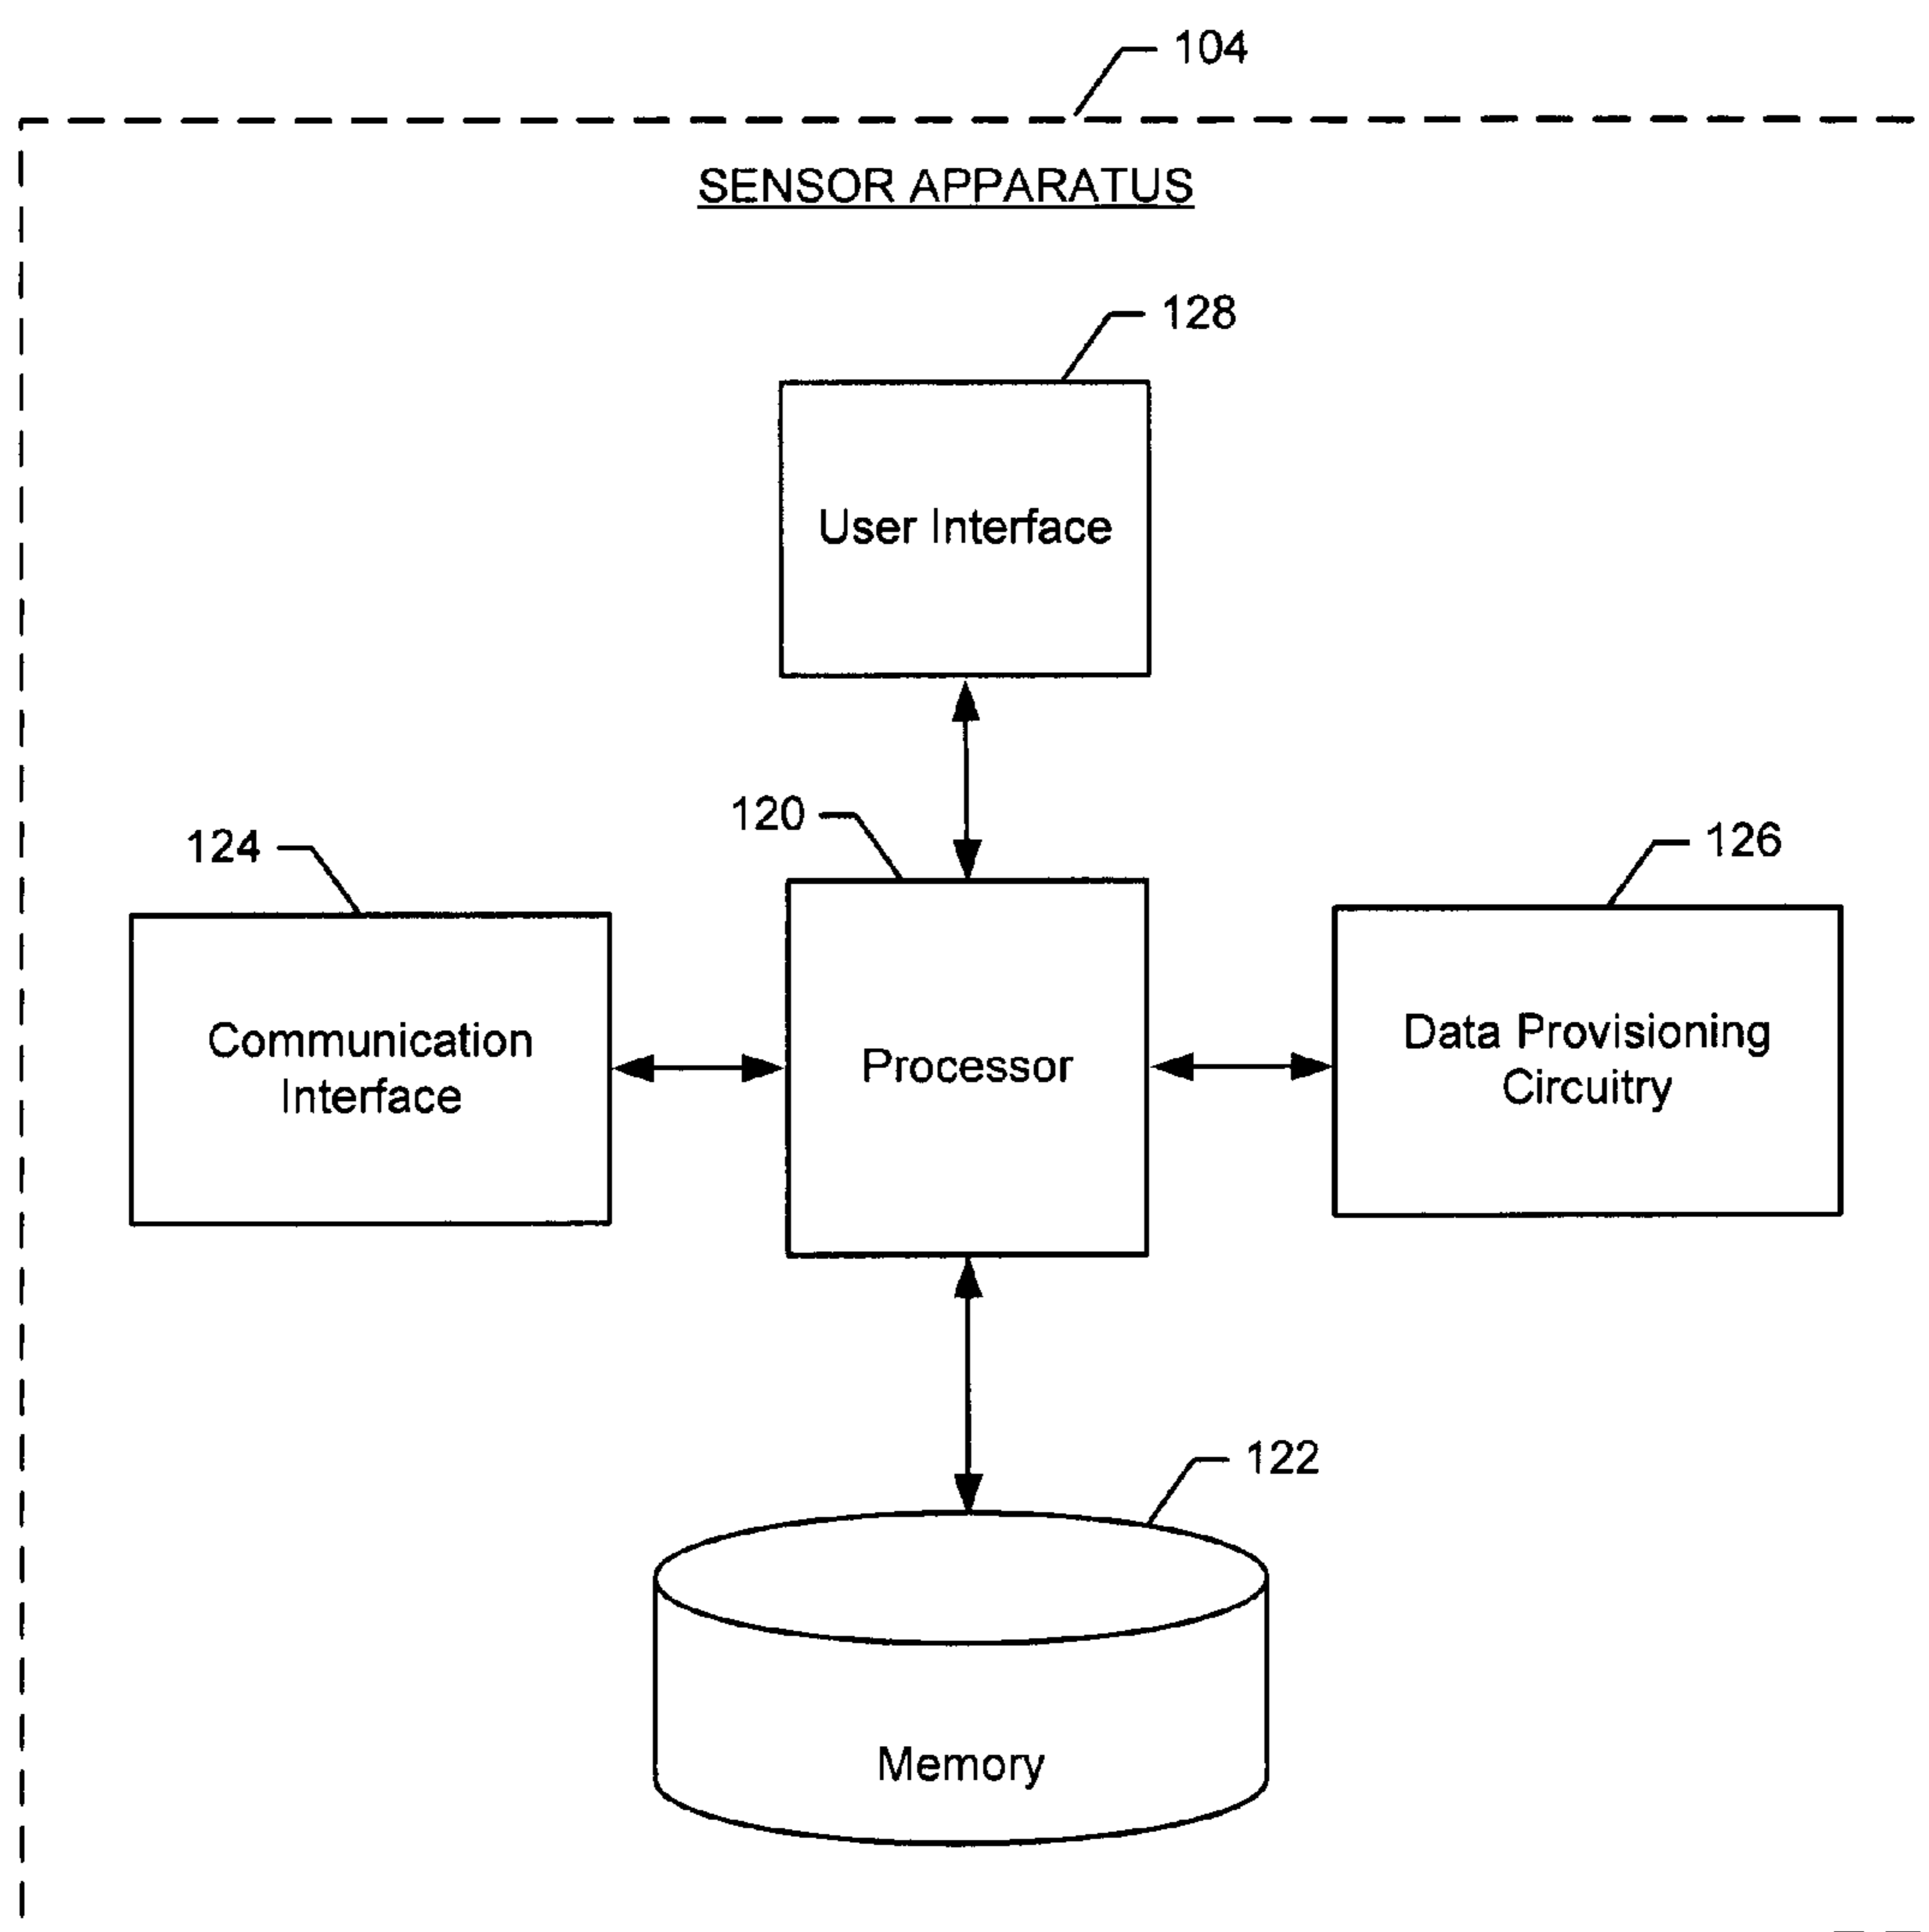 104
SENSOR APPARATUS
128
User Interface
120
124
126
Communication
Interface
Processor
Data Provisioning
Circuitry
122
Memory